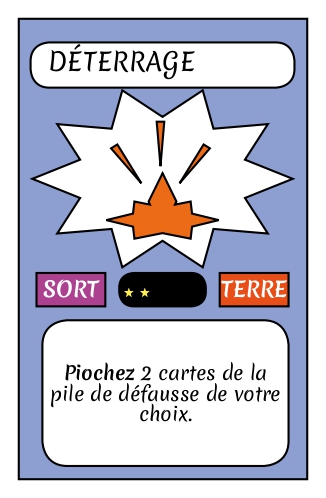 DÉTERRAGE
SORT
TERRE
Piochez 2 cartes de la
pile de défausse de votre
choix.